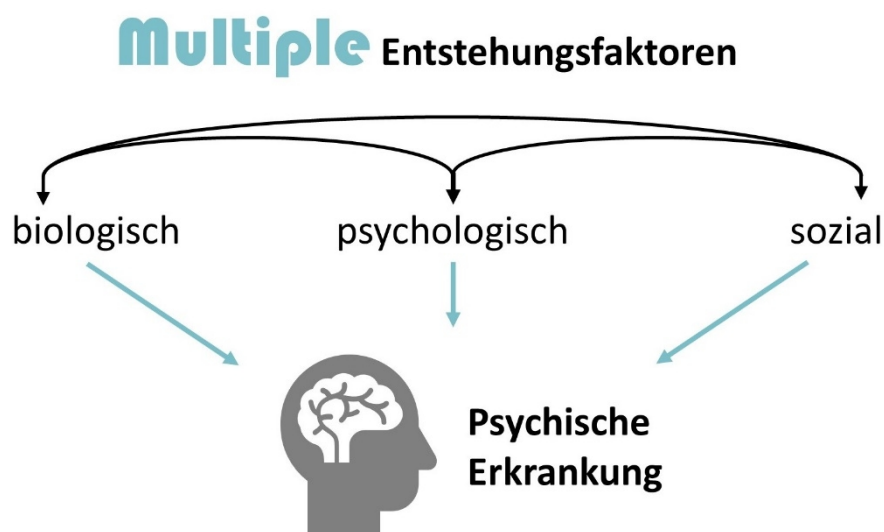 Multiple Entstehungsfaktoren
biologisch psychologisch sozial
Psychische
Erkrankung